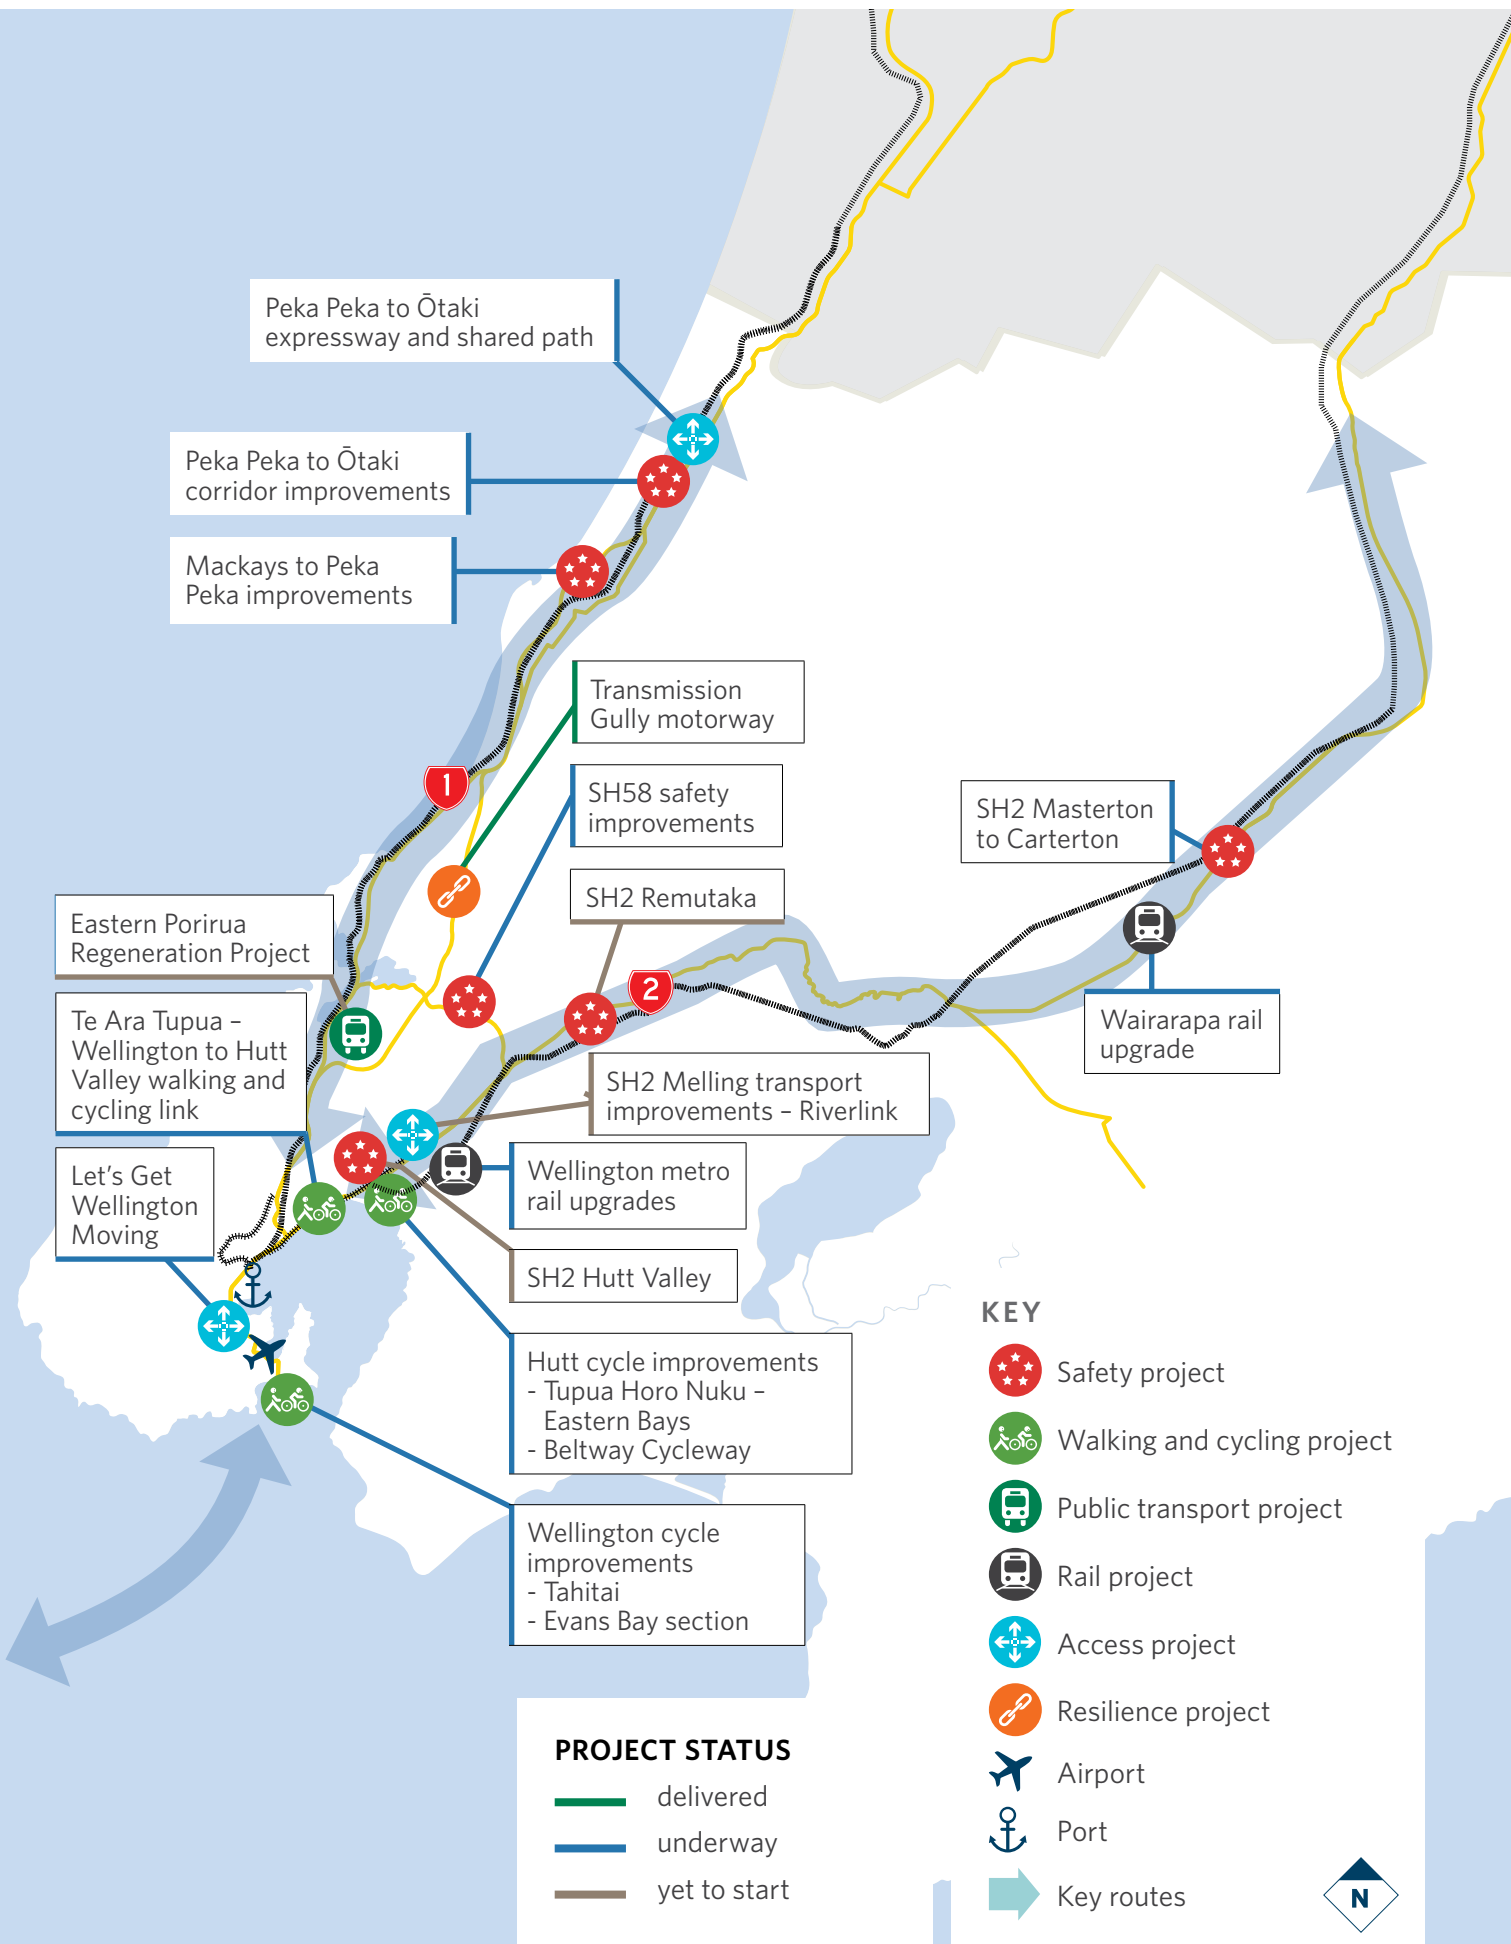 Peka Peka to Ōtaki
expressway and shared path
Peka Peka to Ōtaki
corridor improvements
Mackays to Peka
Peka improvements
Transmission
Gully motorway
1
SH58 safety
improvements
SH2 Masterton
to Carterton
SH2 Remutaka
Eastern Porirua
Regeneration Project
2
Te Ara Tupua –
Wellington to Hutt
Valley walking and
cycling link
Wairarapa rail
upgrade
SH2 Melling transport
improvements – Riverlink
Let's Get
Wellington
Moving
Wellington metro
rail upgrades
SH2 Hutt Valley
Hutt cycle improvements
- Tupua Horo Nuku –
Eastern Bays
- Beltway Cycleway
Wellington cycle
improvements
- Tahitai
- Evans Bay section
KEY
Safety project
Walking and cycling project
Public transport project
Rail project
Access project
Resilience project
Airport
Port
Key routes
N
PROJECT STATUS
delivered
underway
yet to start